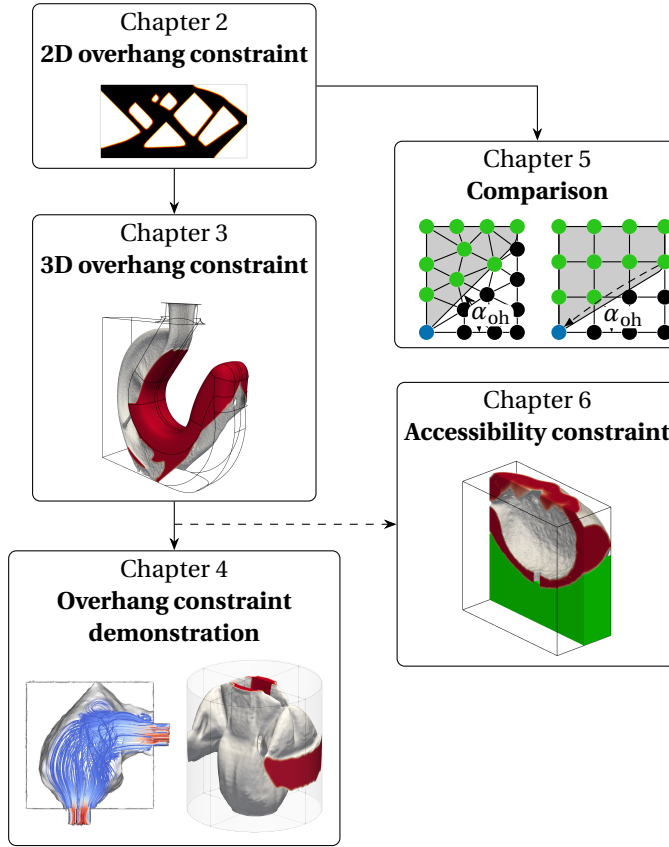 Chapter 2
2D overhang constraint
Chapter 5
Comparison
α_oh
α_oh
Chapter 3
3D overhang constraint
Chapter 6
Accessibility constraint
Chapter 4
Overhang constraint
demonstration